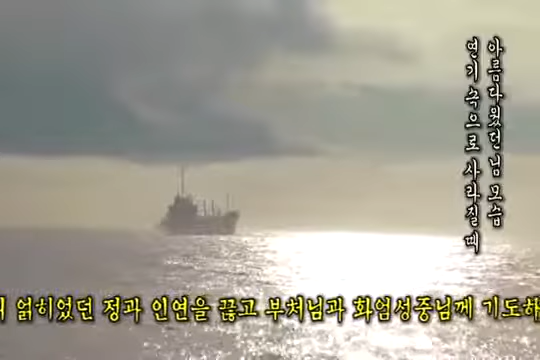 아름다웠던 님 모습
연기 속으로 사라질 때
얽히었던 정과 인연을 끊고 부처님과 화엄성중님께 기도하